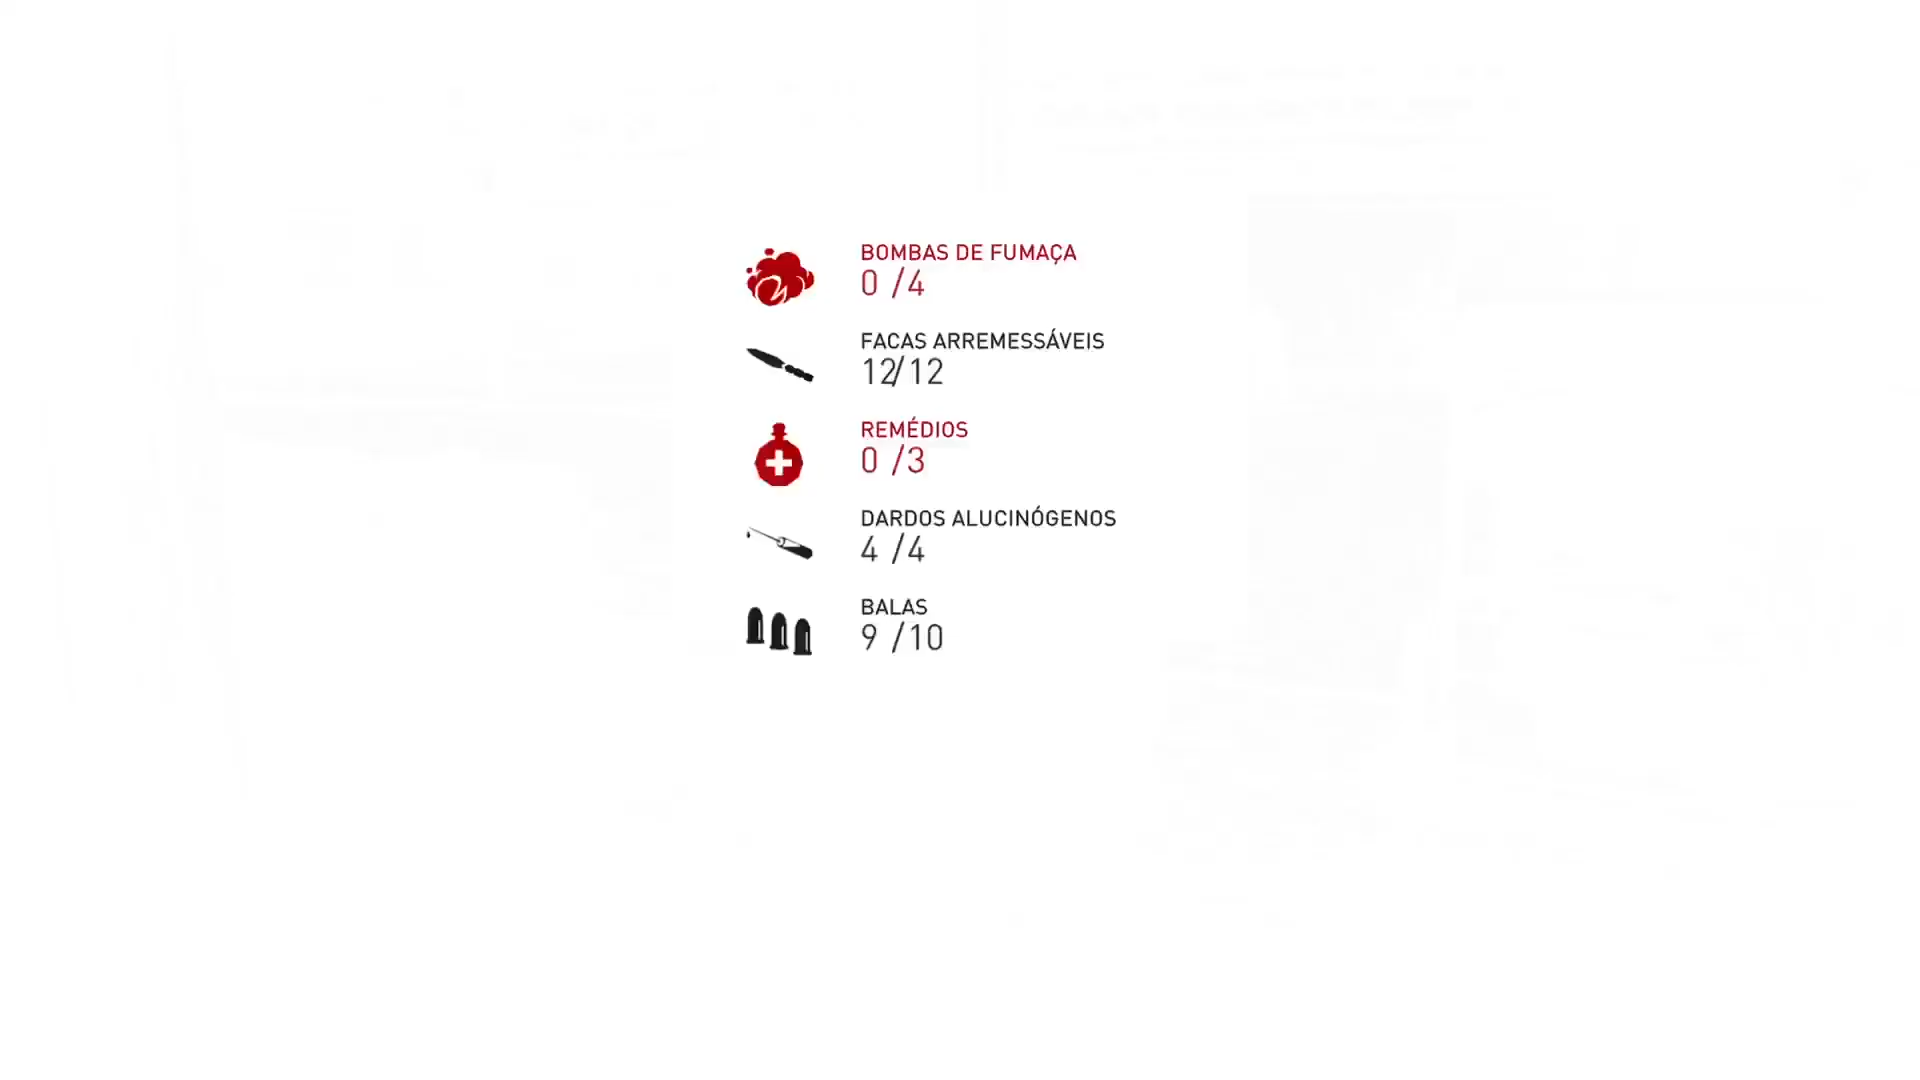 BOMBAS DE FUMAÇA
0 /4
FACAS ARREMESSÁVEIS
12/12
REMÉDIOS
0 /3
DARDOS ALUCINÓGENOS
4 /4
BALAS
9 /10